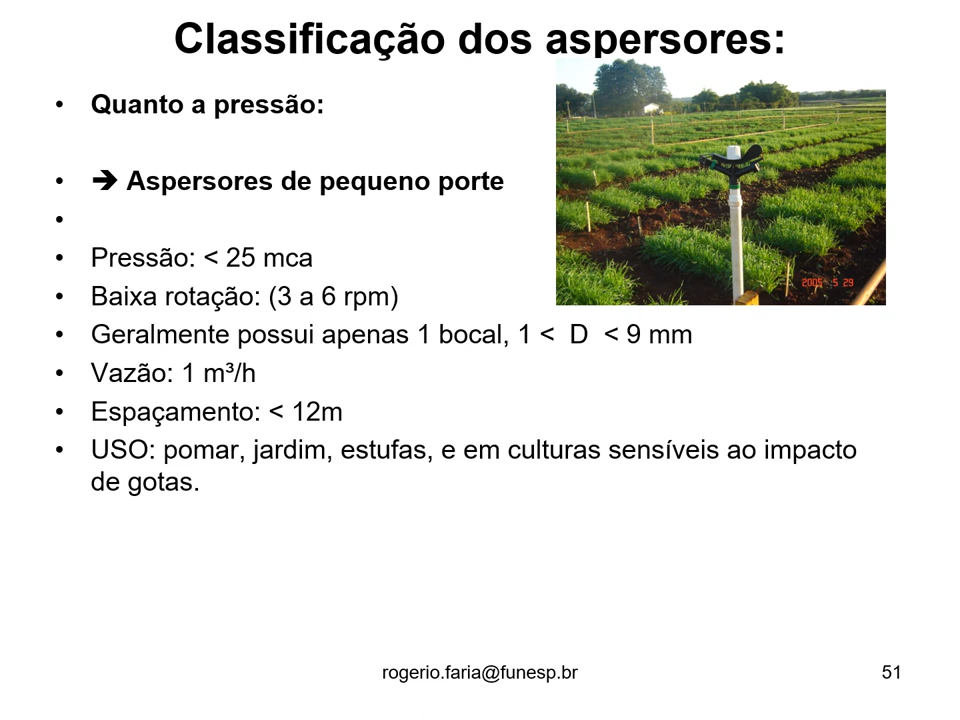 Classificação dos aspersores:
• Quanto a pressão:
• ➔ Aspersores de pequeno porte
•
• Pressão: < 25 mca
• Baixa rotação: (3 a 6 rpm)
• Geralmente possui apenas 1 bocal, 1 <  D  < 9 mm
• Vazão: 1 m³/h
• Espaçamento: < 12m
• USO: pomar, jardim, estufas, e em culturas sensíveis ao impacto
de gotas.
2005 5 29
rogerio.faria@funesp.br
51